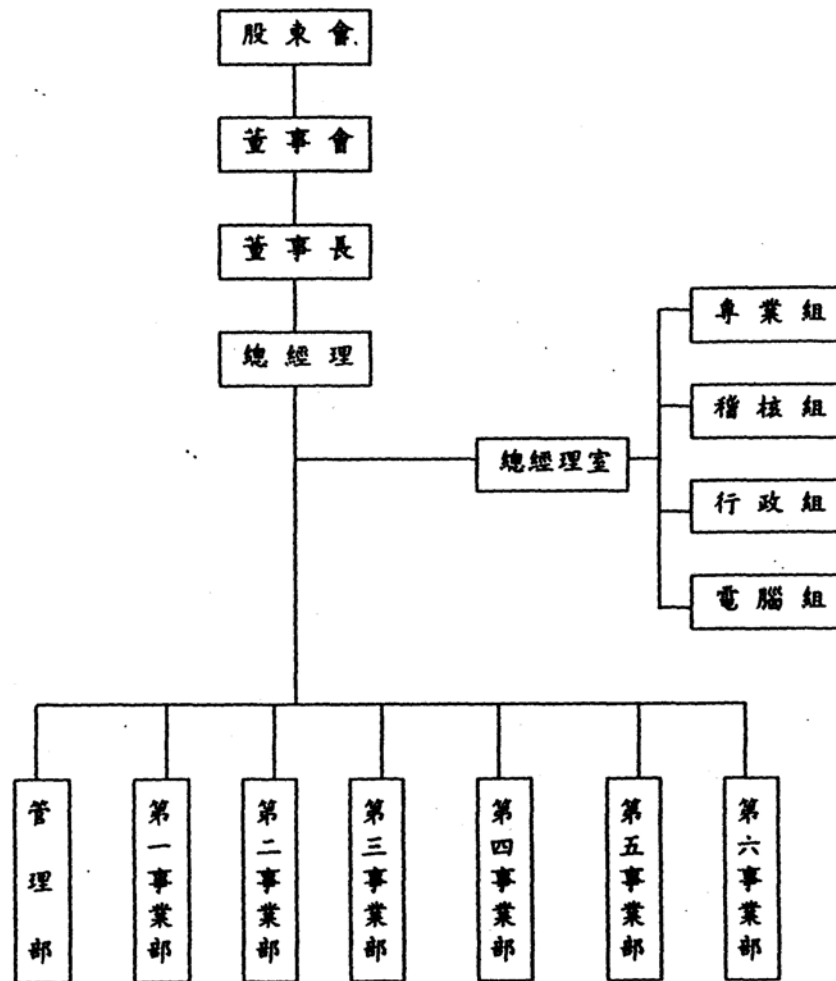 股東會
董事會
董事長
總經理
總經理室
專業組
稽核組
行政組
電腦組
管理部
第一事業部
第二事業部
第三事業部
第四事業部
第五事業部
第六事業部